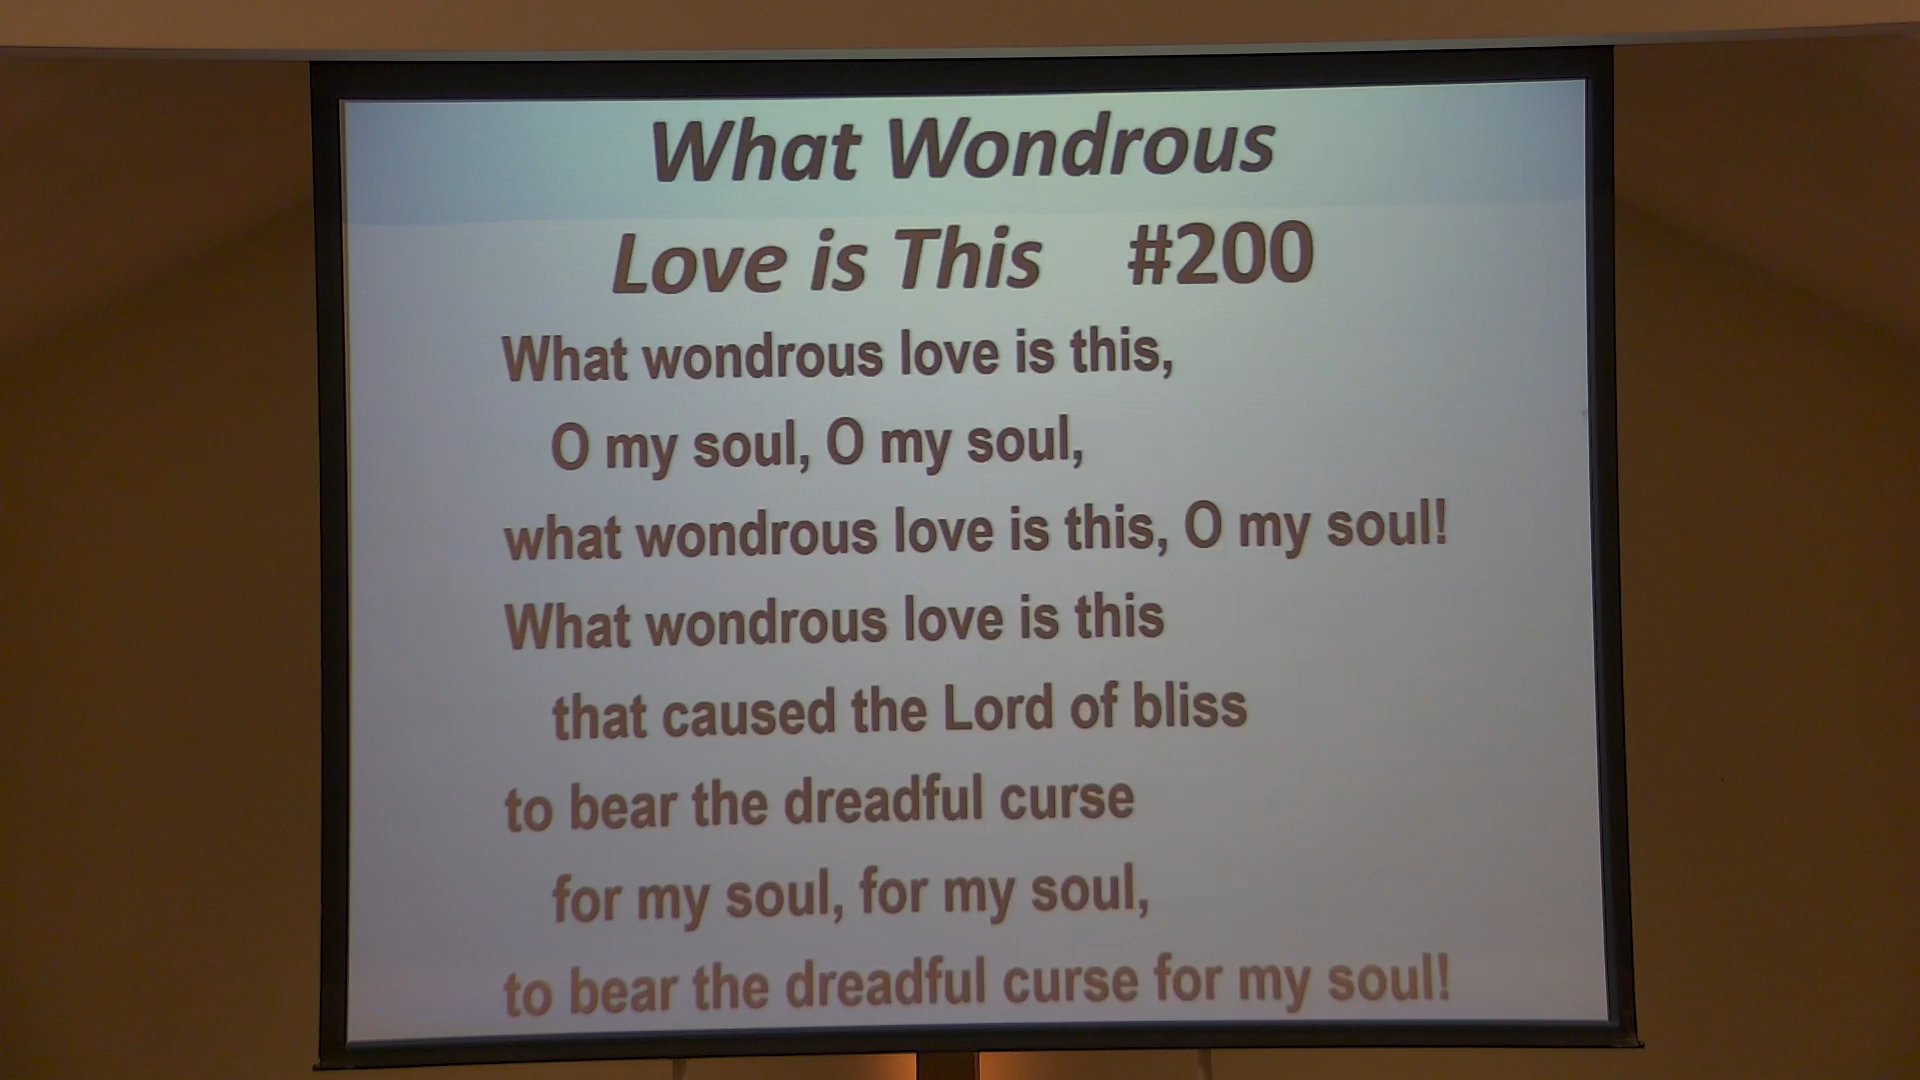 What Wondrous
Love is This #200
What wondrous love is this,
O my soul, O my soul,
what wondrous love is this, O my soul!
What wondrous love is this
that caused the Lord of bliss
to bear the dreadful curse
for my soul, for my soul,
to bear the dreadful curse for my soul!